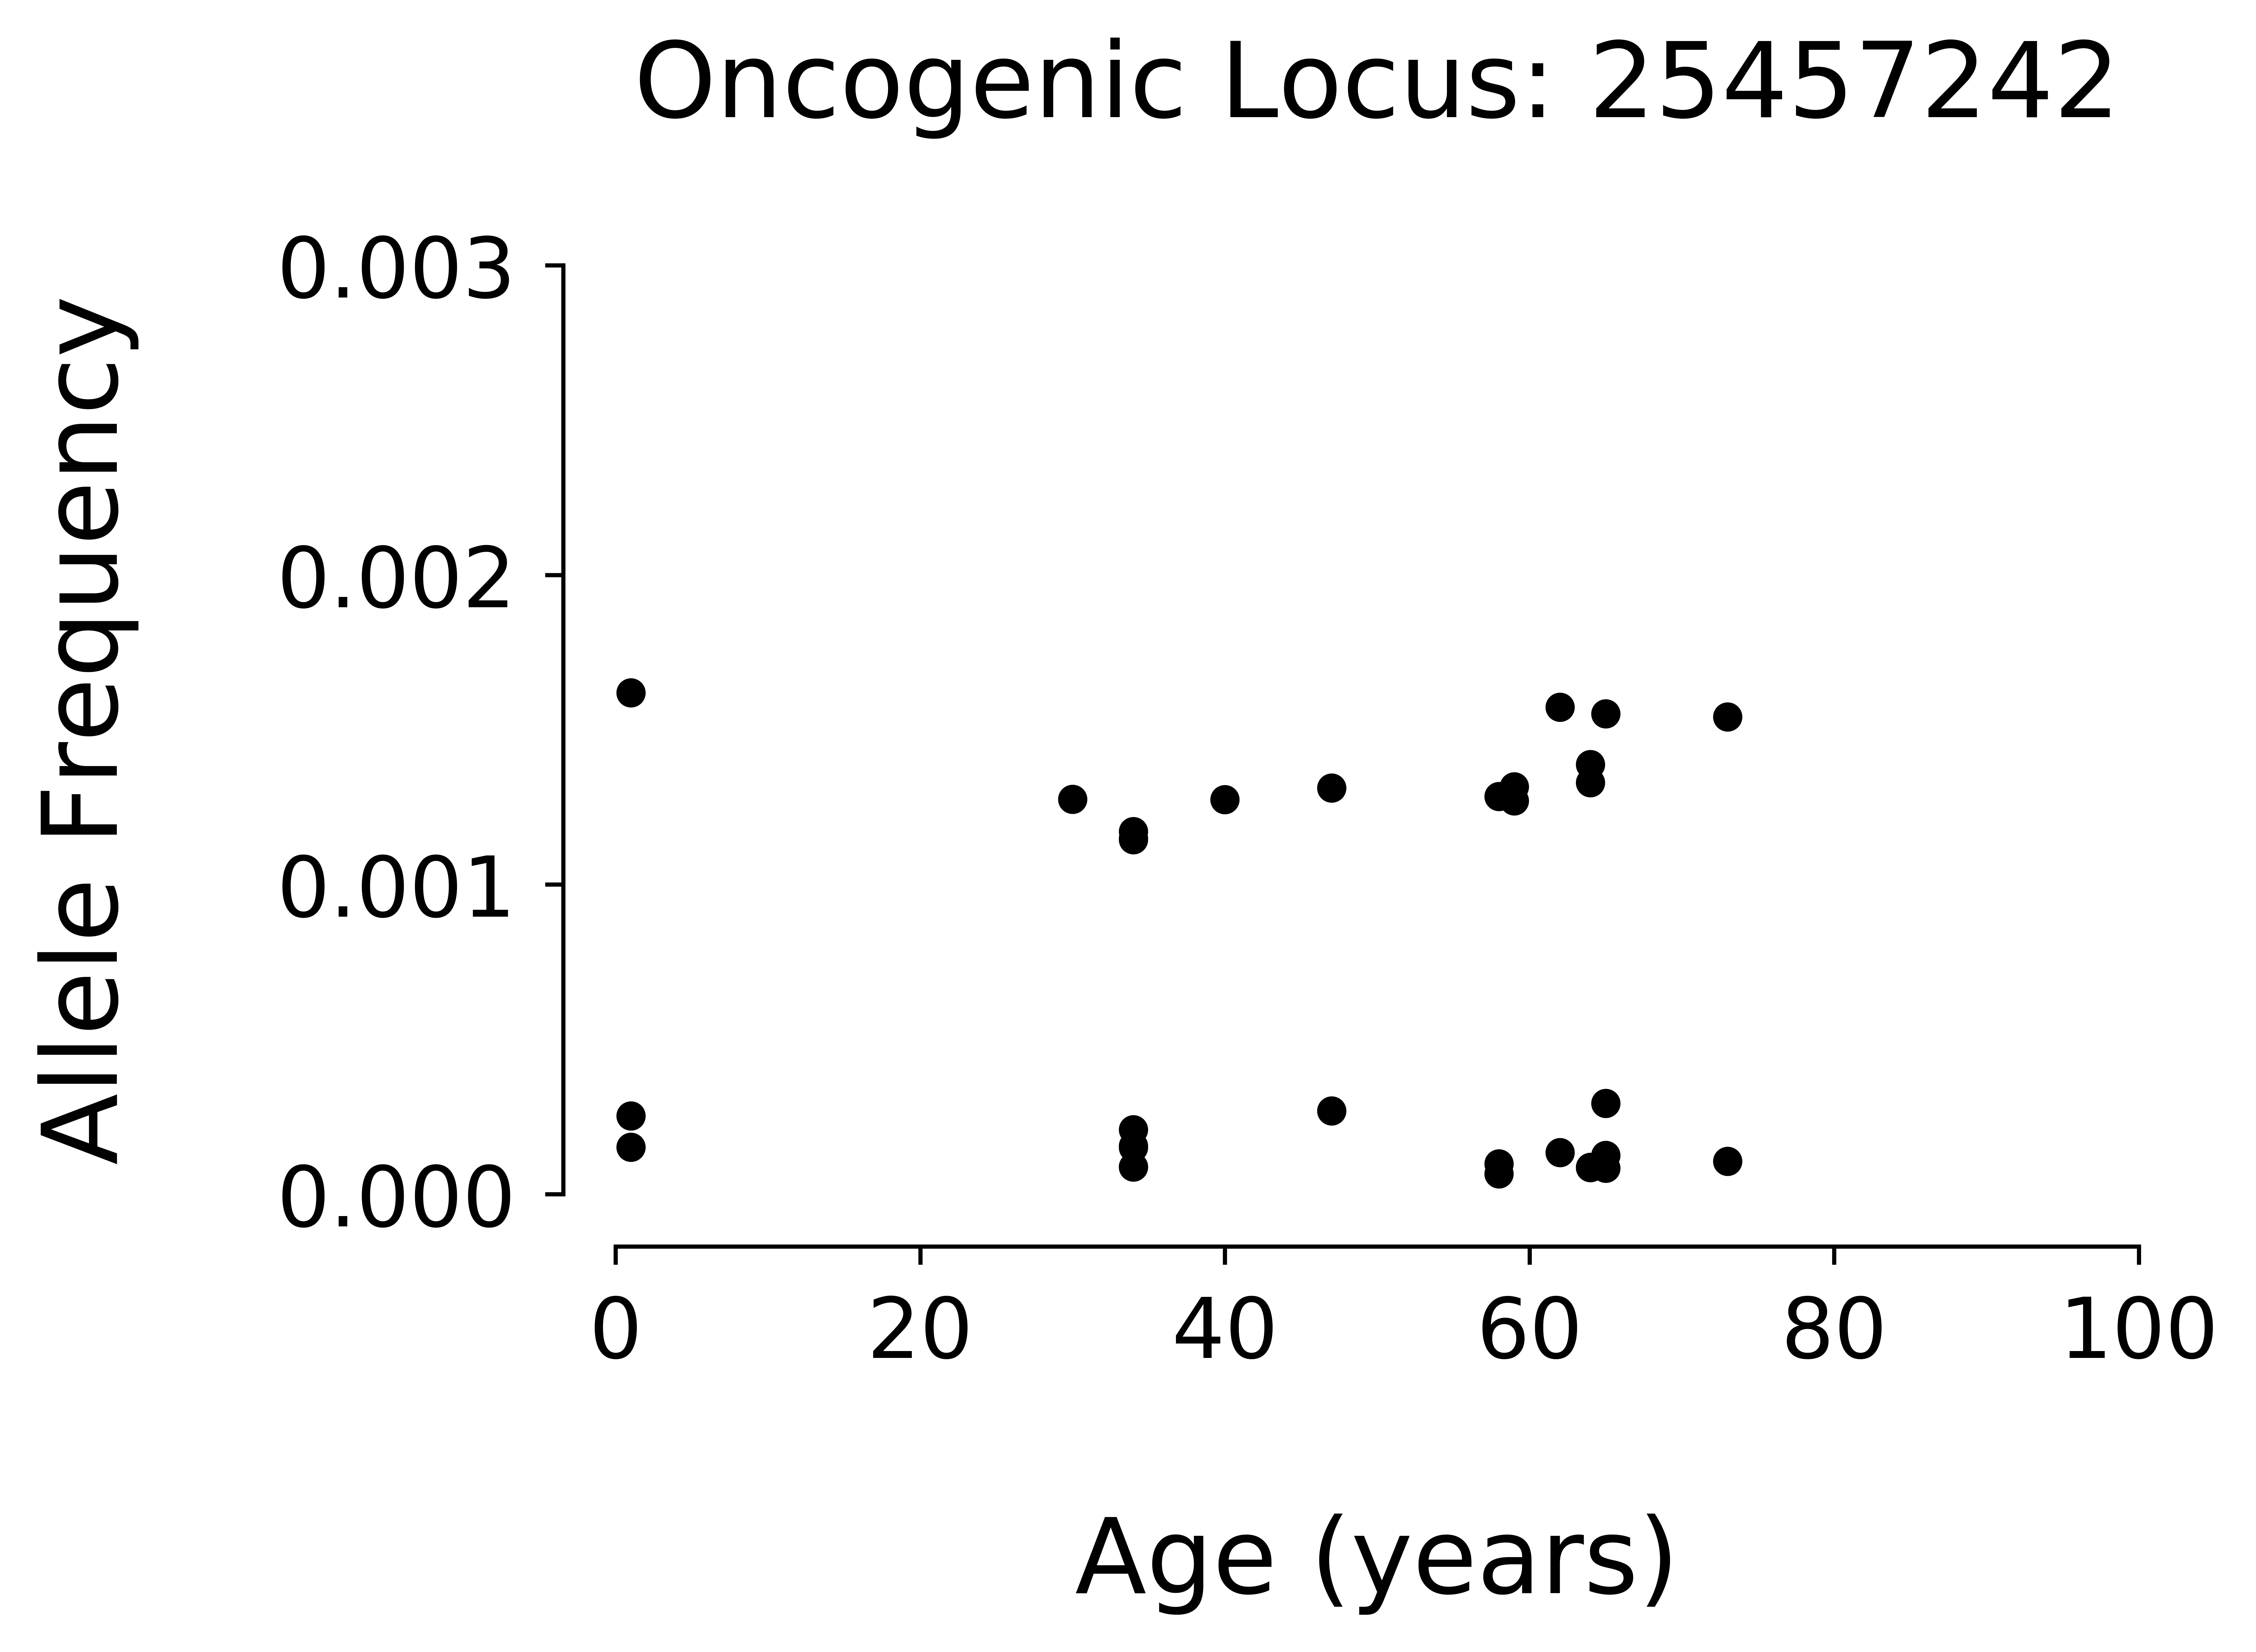 Oncogenic Locus: 25457242
Allele Frequency
0.003
0.002
0.001
0.000
0 20 40 60 80 100
Age (years)